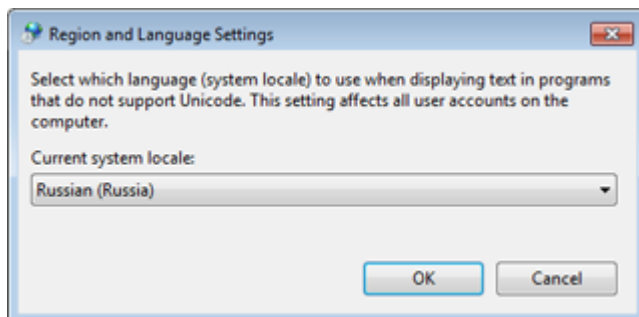 Region and Language Settings
Select which language (system locale) to use when displaying text in programs
that do not support Unicode. This setting affects all user accounts on the
computer.
Current system locale:
Russian (Russia)
OK Cancel